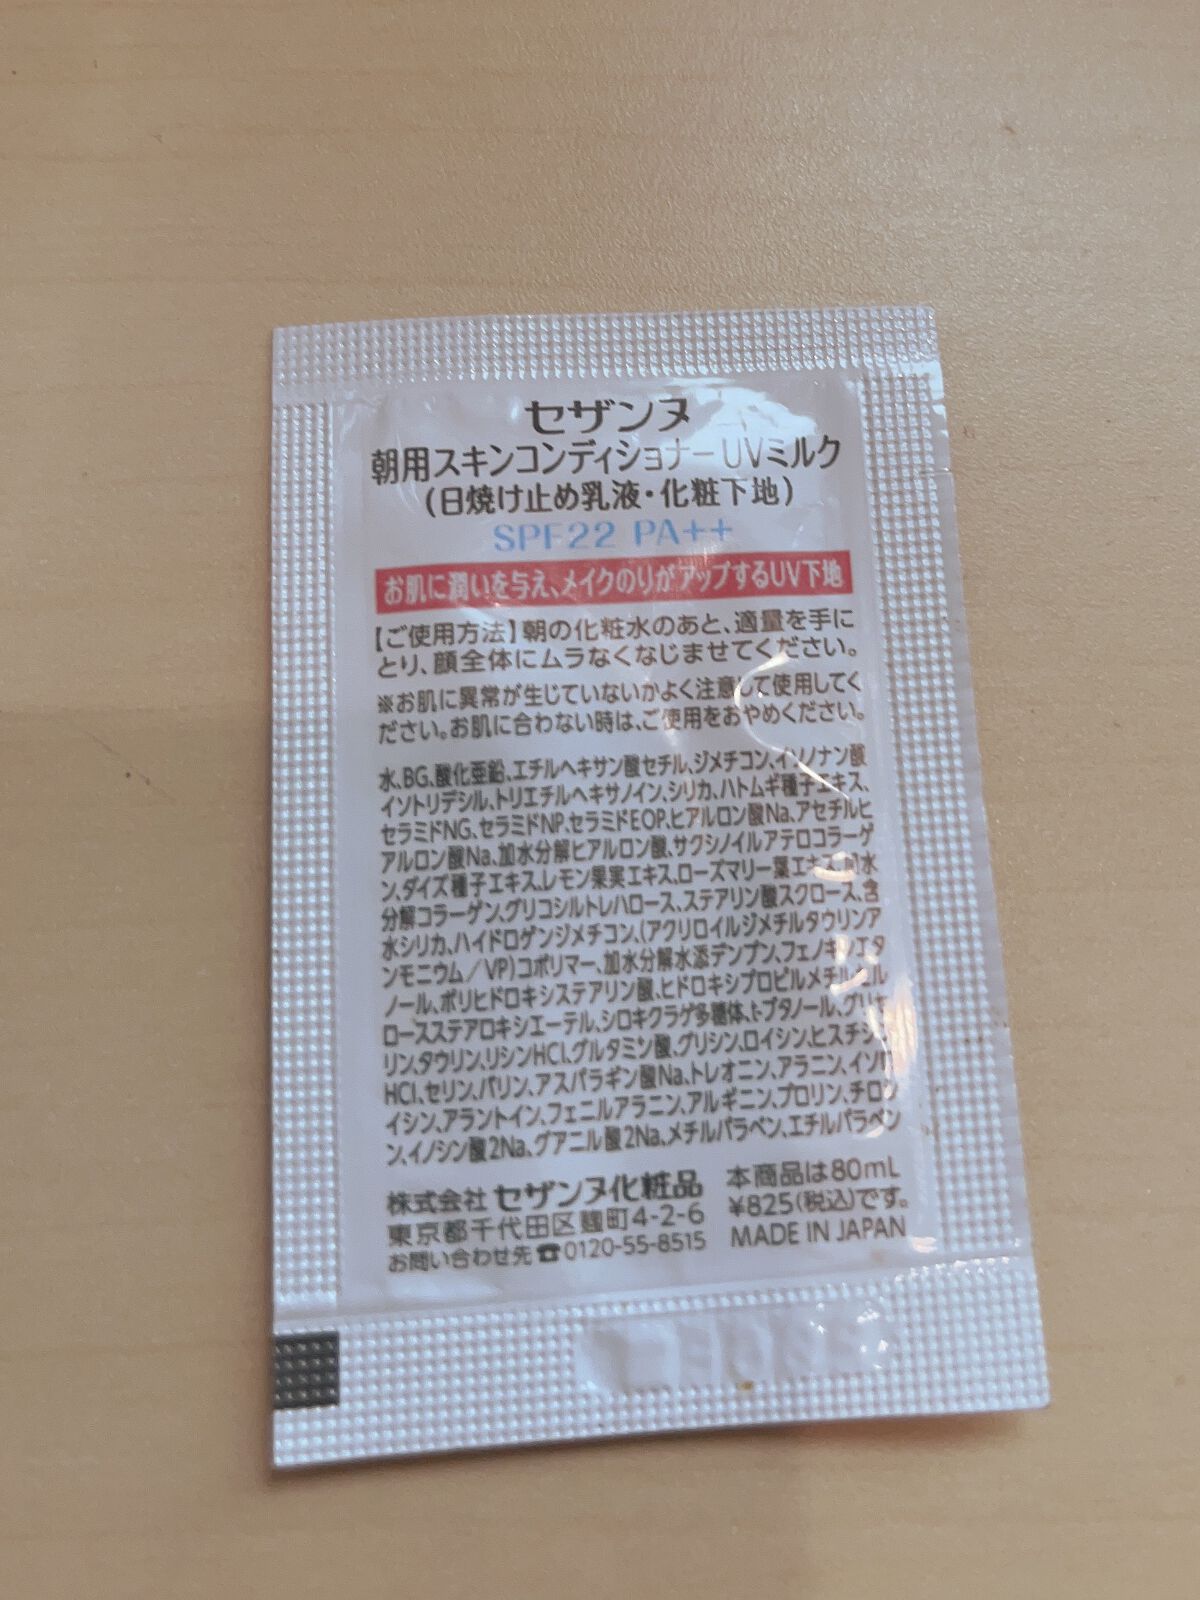 セザンヌ
朝用スキンコンディショナーUVミルク
(日焼け止め乳液・化粧下地)
SPF22 PA++
お肌に潤いを与え、メイクのりがアップするUV下地
【ご使用方法】朝の化粧水のあと、適量を手に
とり、顔全体にムラなくなじませてください。
※お肌に異常が生じていないかよく注意して使用してく
ださい。お肌に合わない時は、ご使用をおやめください。
水、BG、酸化亜鉛、エチルヘキサン酸セチル、ジメチコン、イソノナン酸
イソトリデシル、トリエチルヘキサノイン、シリカ、ハトムギ種子エキス、
セラミドNG、セラミドNP、セラミドEOP、ヒアルロン酸Na、アセチルヒ
アルロン酸Na、加水分解ヒアルロン酸、サクシノイルアテロコラーゲ
ン、ダイズ種子エキス、レモン果実エキス、ローズマリー葉エキス、加水
分解コラーゲン、グリコシルトレハロース、ステアリン酸スクロース、含
水シリカ、ハイドロゲンジメチコン、(アクリロイルジメチルタウリンア
ンモニウム/VP)コポリマー、加水分解水添デンプン、フェノキシエタ
ノール、ポリヒドロキシステアリン酸、ヒドロキシプロピルメチルセル
ロースステアロキシエーテル、シロキクラゲ多糖体、t-ブタノール、グリセ
リン、タウリン、リシンHCl、グルタミン酸、グリシン、ロイシン、ヒスチジン
HCl、セリン、バリン、アスパラギン酸Na、トレオニン、アラニン、イソロ
イシン、アラントイン、フェニルアラニン、アルギニン、プロリン、チロシ
ン、イノシン酸2Na、グアニル酸2Na、メチルパラベン、エチルパラベン
株式会社 セザンヌ化粧品
東京都千代田区麹町4-2-6
お問い合わせ先☎0120-55-8515
本商品は80mL
¥825(税込)です。
MADE IN JAPAN